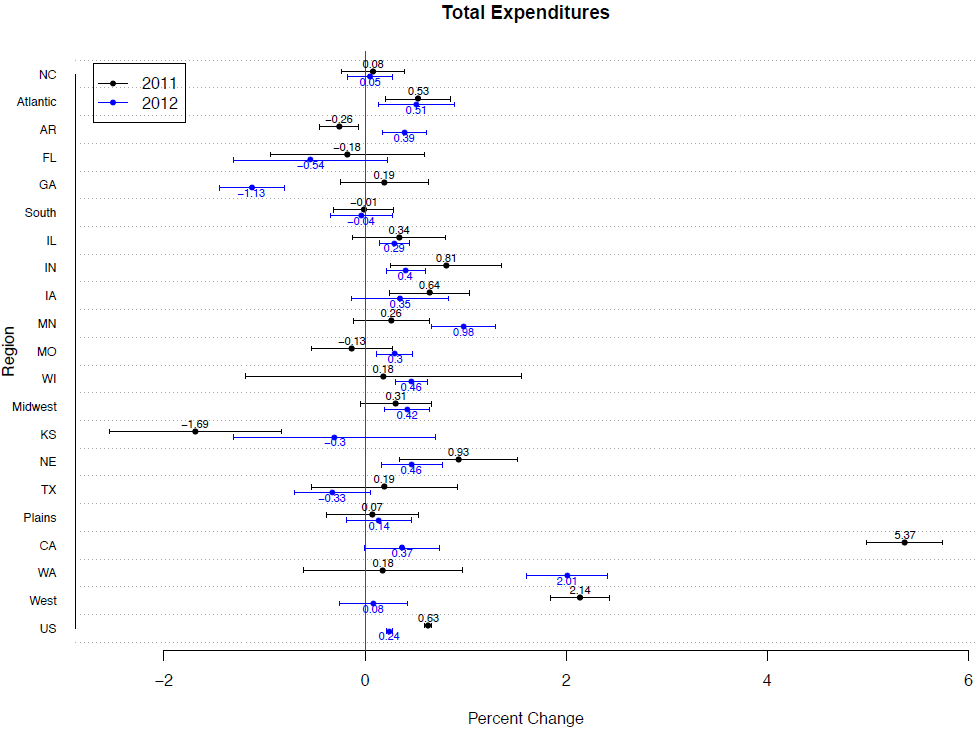 Total Expenditures
2011
2012
Region
NC
0.08
0.05
Atlantic
0.53
0.51
AR
−0.26
0.39
FL
−0.18
−0.54
GA
0.19
−1.13
South
−0.01
−0.04
IL
0.34
0.29
IN
0.81
0.4
IA
0.64
0.35
MN
0.26
0.98
MO
−0.13
0.3
WI
0.18
0.46
Midwest
0.31
0.42
KS
−1.69
−0.3
NE
0.93
0.46
TX
0.19
−0.33
Plains
0.07
0.14
CA
5.37
0.37
WA
0.18
2.01
West
2.14
0.08
US
0.63
0.24
−2 0 2 4 6
Percent Change